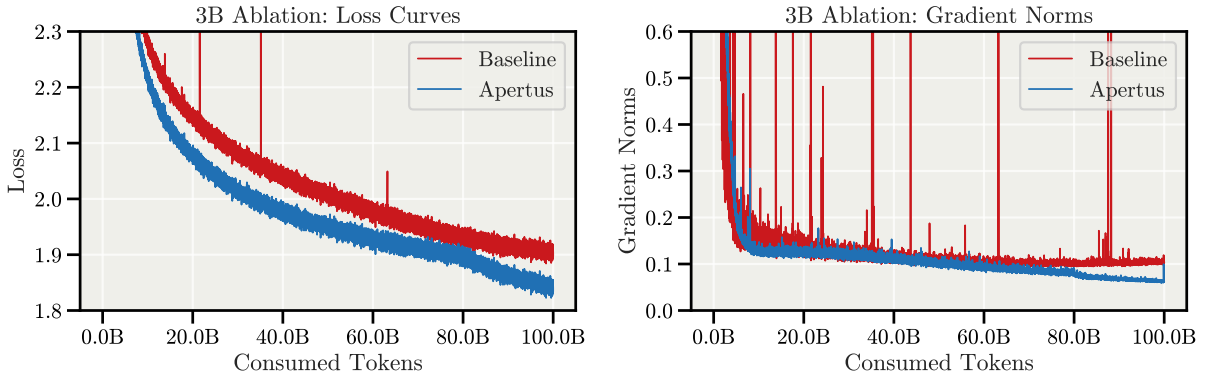 3B Ablation: Loss Curves
2.3
2.2
2.1
2.0
1.9
1.8
Loss
Baseline
Apertus
0.0B 20.0B 40.0B 60.0B 80.0B 100.0B
Consumed Tokens
3B Ablation: Gradient Norms
0.6
0.5
0.4
0.3
0.2
0.1
0.0
Gradient Norms
Baseline
Apertus
0.0B 20.0B 40.0B 60.0B 80.0B 100.0B
Consumed Tokens